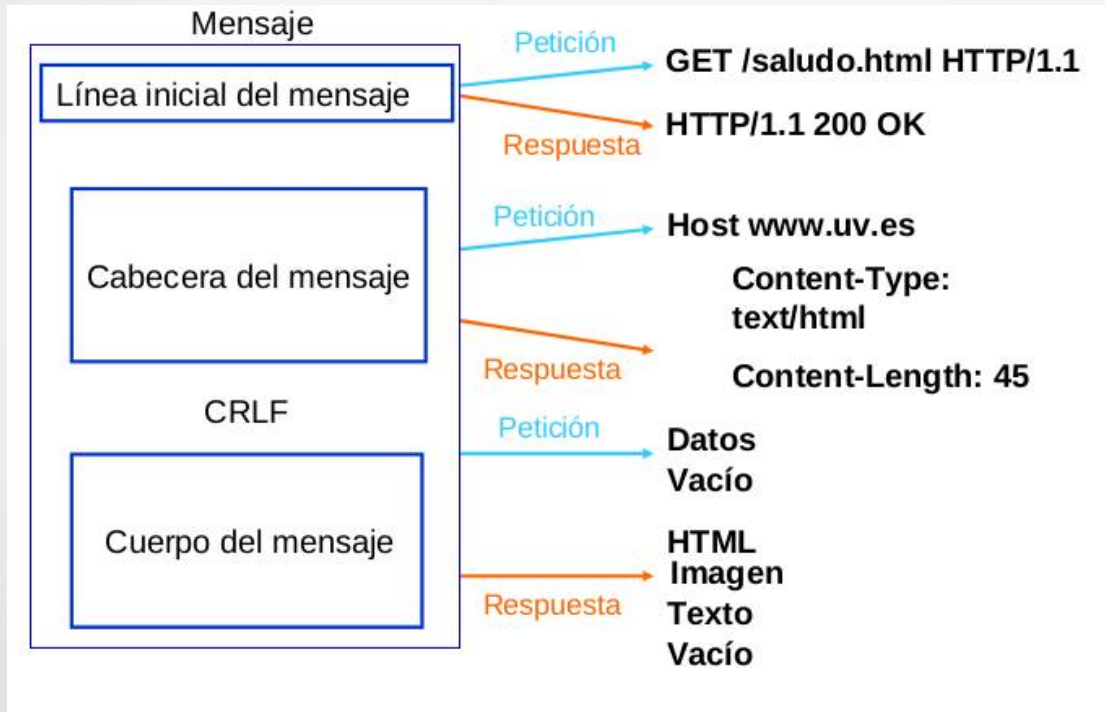 Mensaje
Línea inicial del mensaje
Petición
GET /saludo.html HTTP/1.1
Respuesta
HTTP/1.1 200 OK
Cabecera del mensaje
Petición
Host www.uv.es
Respuesta
Content-Type:
text/html
Content-Length: 45
CRLF
Cuerpo del mensaje
Petición
Datos
Vacío
Respuesta
HTML
Imagen
Texto
Vacío